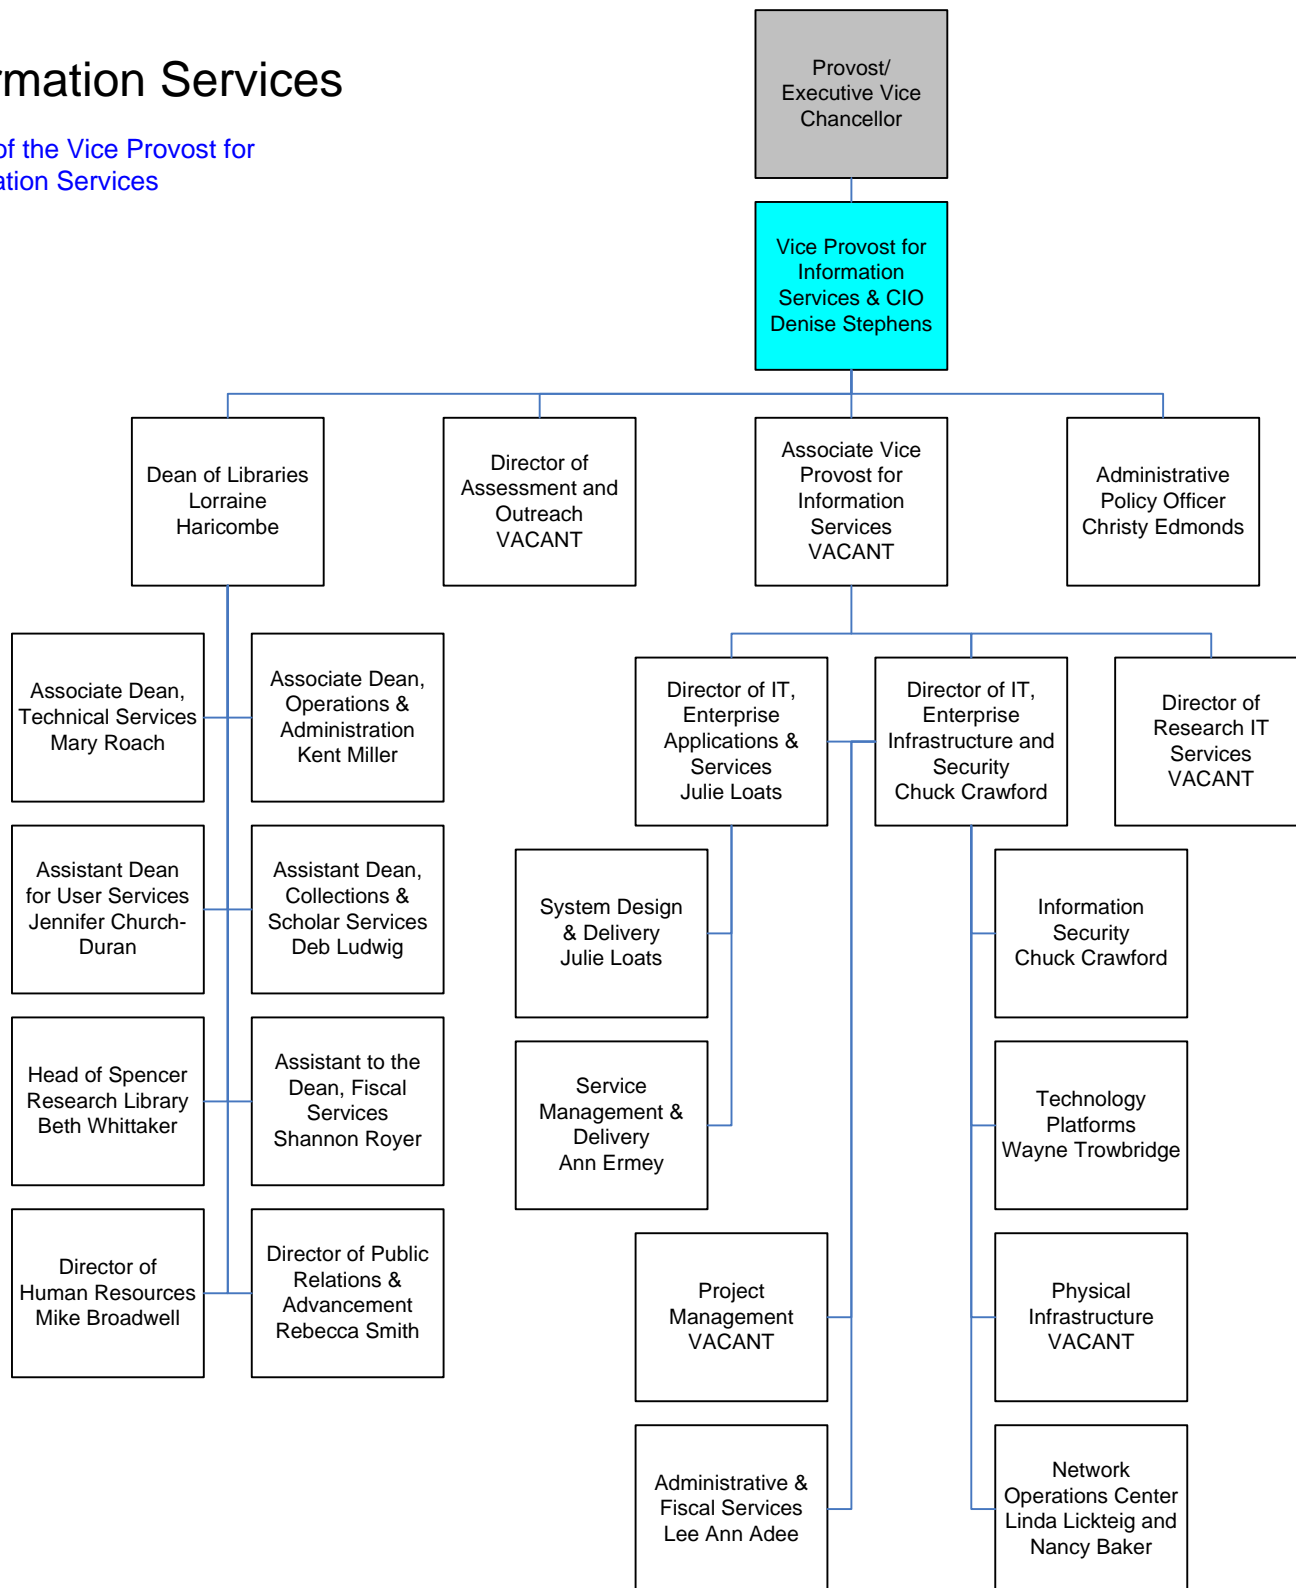 rmation Services
of the Vice Provost for
ation Services
Provost/
Executive Vice
Chancellor
Vice Provost for
Information
Services & CIO
Denise Stephens
Dean of Libraries
Lorraine
Haricombe
Director of
Assessment and
Outreach
VACANT
Associate Vice
Provost for
Information
Services
VACANT
Administrative
Policy Officer
Christy Edmonds
Associate Dean,
Technical Services
Mary Roach
Associate Dean,
Operations &
Administration
Kent Miller
Director of IT,
Enterprise
Applications &
Services
Julie Loats
Director of IT,
Enterprise
Infrastructure and
Security
Chuck Crawford
Director of
Research IT
Services
VACANT
Assistant Dean
for User Services
Jennifer Church-
Duran
Assistant Dean,
Collections &
Scholar Services
Deb Ludwig
System Design
& Delivery
Julie Loats
Information
Security
Chuck Crawford
Head of Spencer
Research Library
Beth Whittaker
Assistant to the
Dean, Fiscal
Services
Shannon Royer
Service
Management &
Delivery
Ann Ermey
Technology
Platforms
Wayne Trowbridge
Director of
Human Resources
Mike Broadwell
Director of Public
Relations &
Advancement
Rebecca Smith
Project
Management
VACANT
Physical
Infrastructure
VACANT
Administrative &
Fiscal Services
Lee Ann Adee
Network
Operations Center
Linda Lickteig and
Nancy Baker